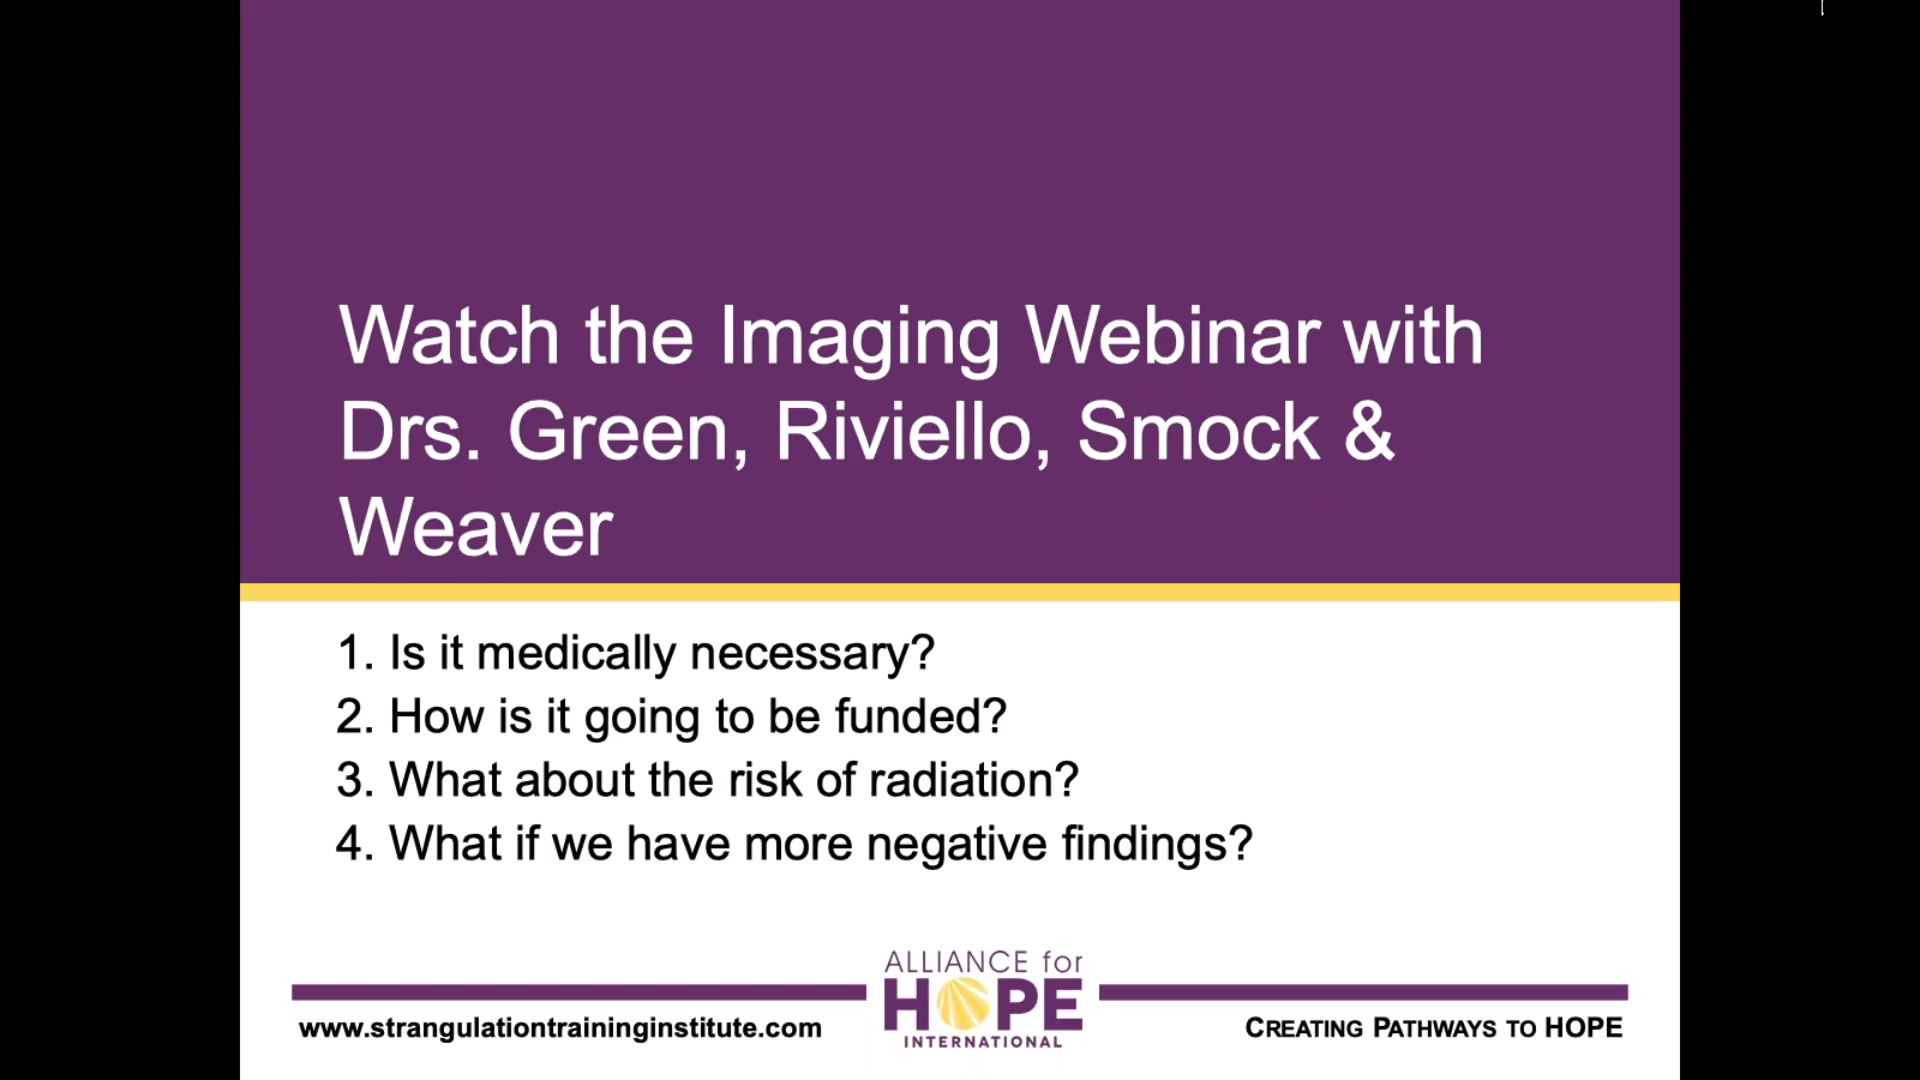 Watch the Imaging Webinar with
Drs. Green, Riviello, Smock &
Weaver
1. Is it medically necessary?
2. How is it going to be funded?
3. What about the risk of radiation?
4. What if we have more negative findings?
www.strangulationtraininginstitute.com
ALLIANCE for
HOPE
INTERNATIONAL
CREATING PATHWAYS TO HOPE